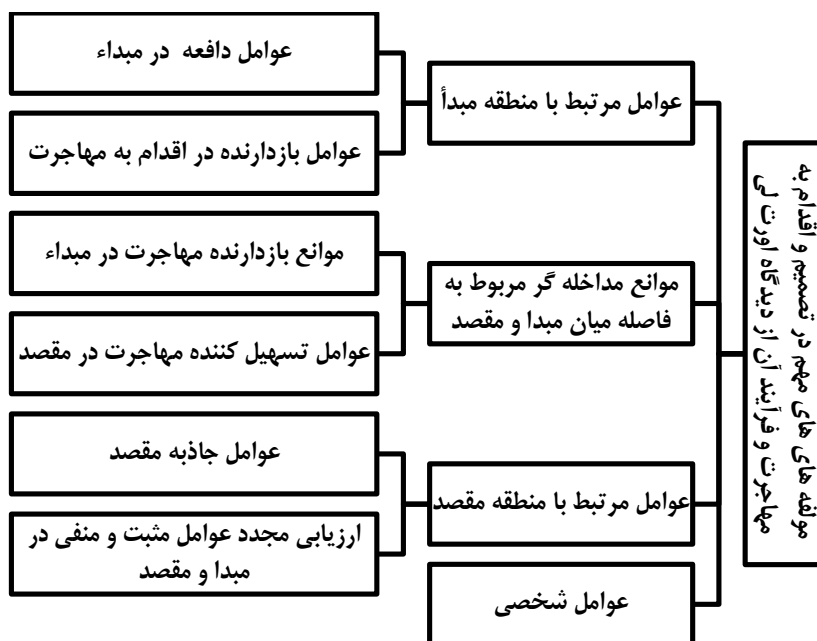 مولفه های های مهم در تصمیم و اقدام به
مهاجرت و فرآیند آن از دیدگاه اورت لی
عوامل مرتبط با منطقه مبدأ
عوامل دافعه در مبداء
عوامل بازدارنده در اقدام به مهاجرت
موانع مداخله گر مربوط به
فاصله میان مبدا و مقصد
موانع بازدارنده مهاجرت در مبداء
عوامل تسهیل کننده مهاجرت در مقصد
عوامل مرتبط با منطقه مقصد
عوامل جاذبه مقصد
ارزیابی مجدد عوامل مثبت و منفی در
مبدا و مقصد
عوامل شخصی